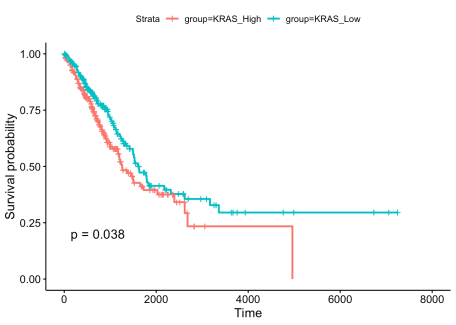 Strata group=KRAS_High group=KRAS_Low
1.00
0.75
0.50
0.25
0.00
Survival probability
p = 0.038
0 2000 4000 6000 8000
Time